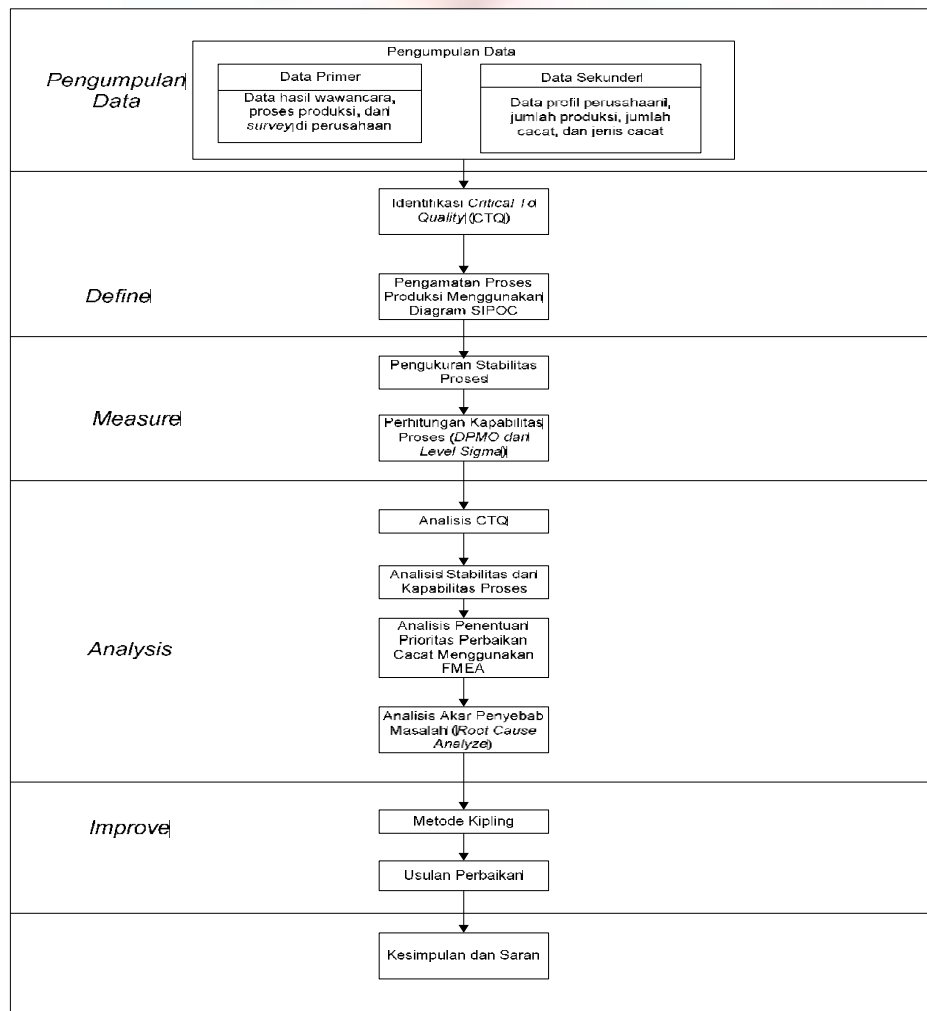 Pengumpulan Data
Pengumpulan
Data
Data Primer
Data hasil wawancara,
proses produksi, dan
survey di perusahaan
Data Sekunder
Data profil perusahaan,
jumlah produksi, jumlah
cacat, dan jenis cacat
Identifikasi Critical To
Quality (CTQ)
Define
Pengamatan Proses
Produksi Menggunakan
Diagram SIPOC
Measure
Pengukuran Stabilitas
Proses
Perhitungan Kapabilitas
Proses (DPMO dan
Level Sigma)
Analysis
Analisis CTQ
Analisis Stabilitas dan
Kapabilitas Proses
Analisis Penentuan
Prioritas Perbaikan
Cacat Menggunakan
FMEA
Analisis Akar Penyebab
Masalah (Root Cause
Analyze)
Improve
Metode Kipling
Usulan Perbaikan
Kesimpulan dan Saran